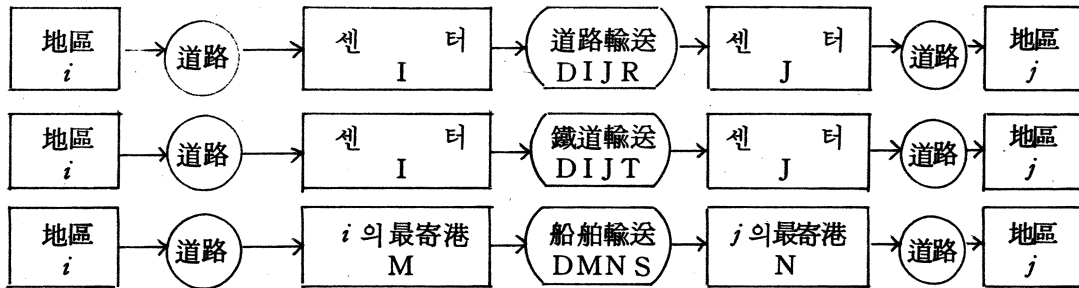 地區 i 道路 센터 I 道路輸送 DIJR 센터 J 道路 地區 j
地區 i 道路 센터 I 鐵道輸送 DIJT 센터 J 道路 地區 j
地區 i 道路 i의最寄港 M 船舶輸送 DMNS j의最寄港 N 道路 地區 j